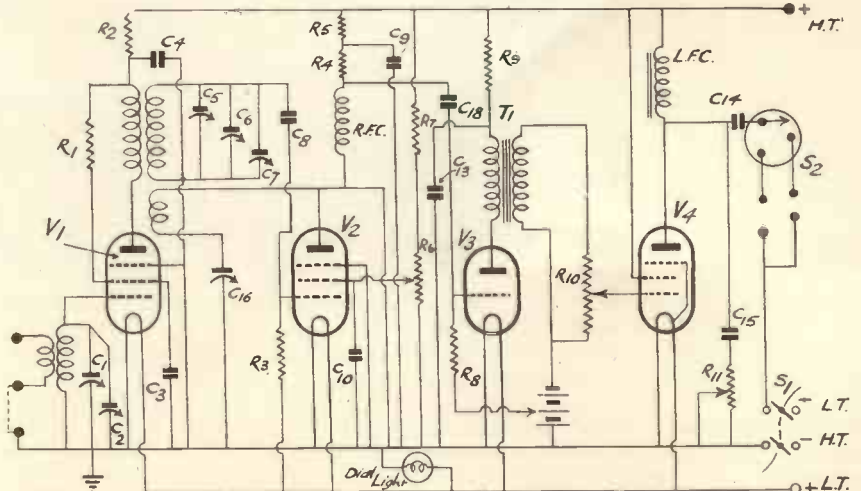 R2
C4
R5
C9
+
H.T.
R4
R9
L.F.C.
C5
C6
C7
C8
R.F.C.
R7
C18
T1
C14
S2
R1
C13
V1
V2
R6
V3
V4
R10
C16
C15
C1
C2
C3
R3
C10
R8
R11
S1
- L.T.
- H.T.
Dial Light
+ L.T.